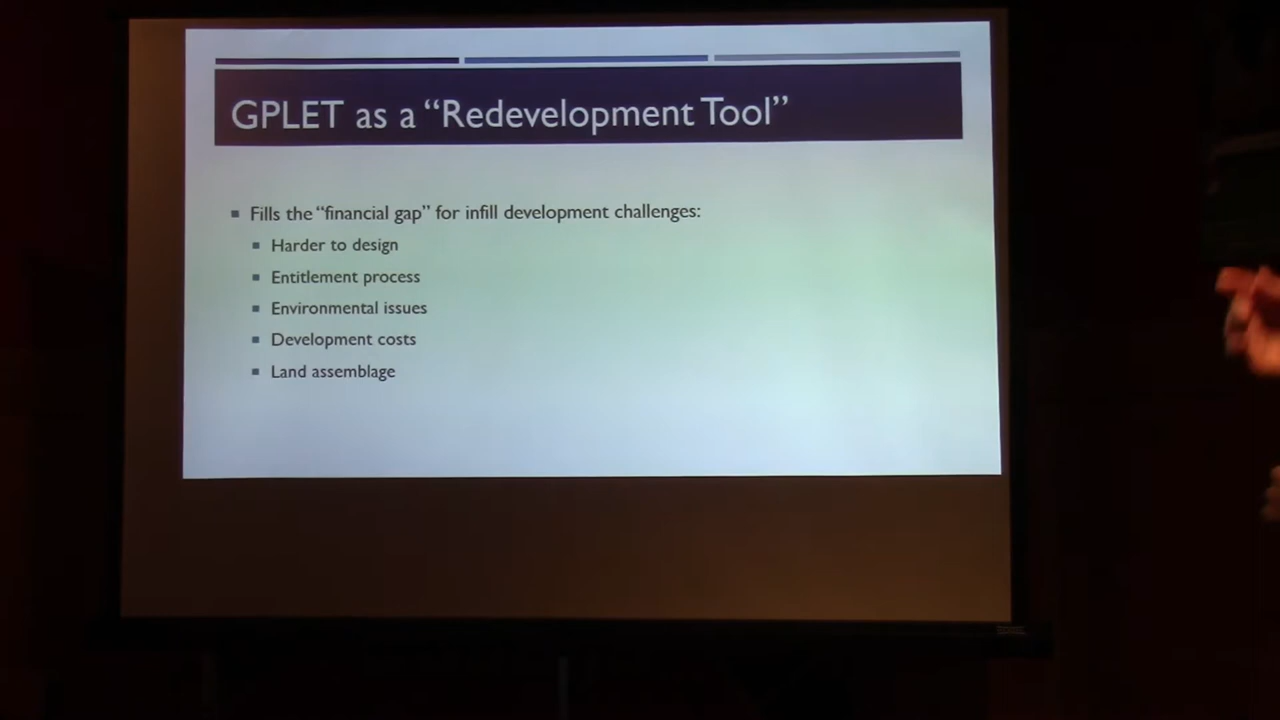 GPLET as a “Redevelopment Tool”
Fills the “financial gap” for infill development challenges:
Harder to design
Entitlement process
Environmental issues
Development costs
Land assemblage